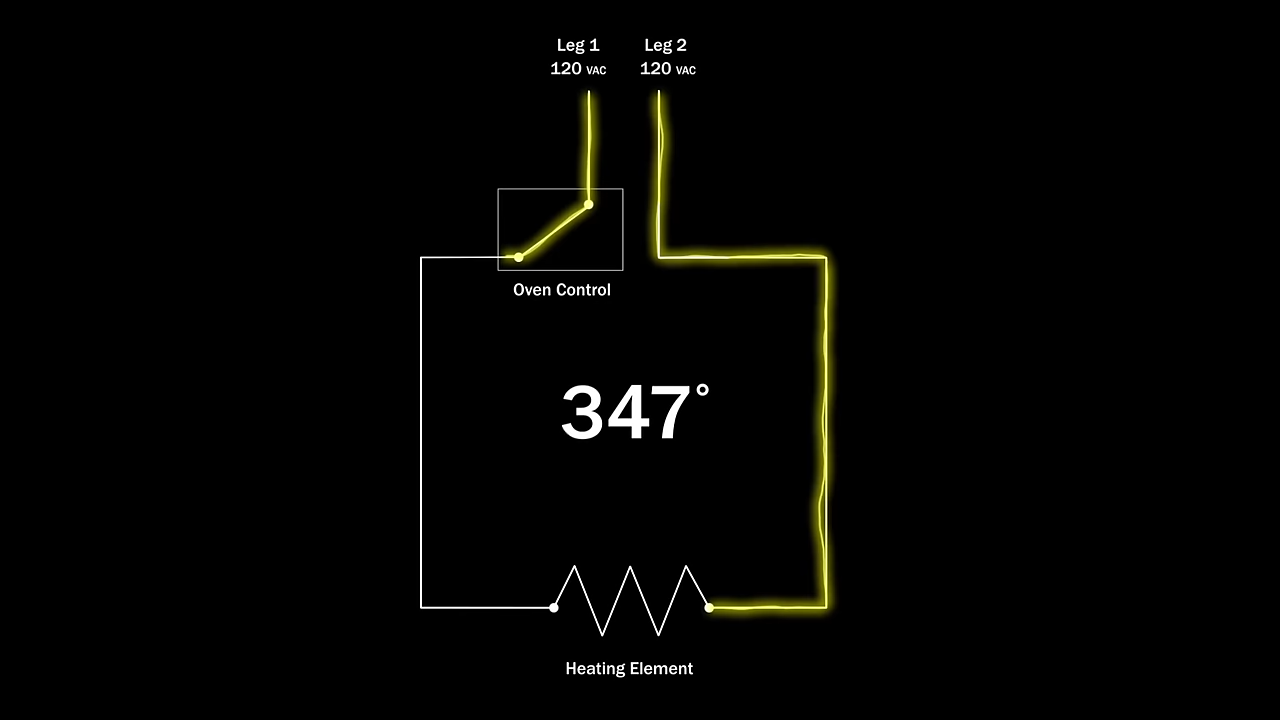 Leg 1 Leg 2
120 VAC 120 VAC
Oven Control
347°
Heating Element